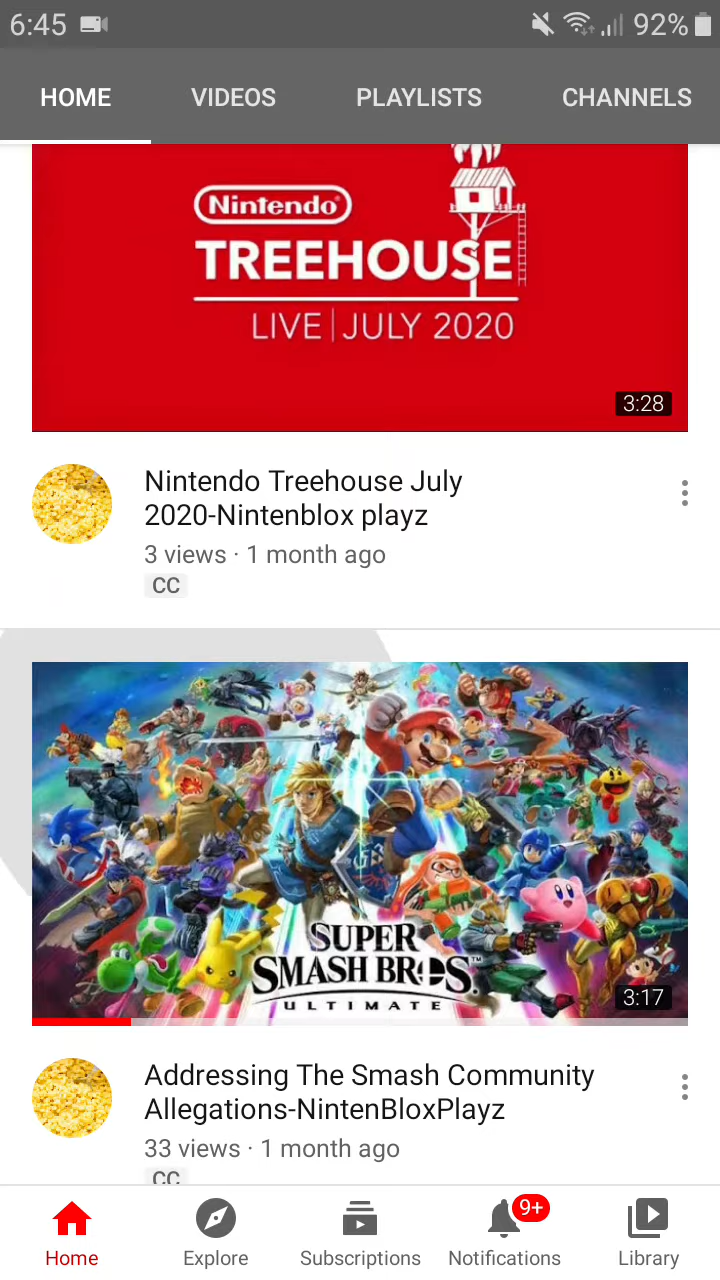 6:45 92%
HOME VIDEOS PLAYLISTS CHANNELS
Nintendo
TREEHOUSE
LIVE | JULY 2020
3:28
Nintendo Treehouse July
2020-Nintenblox playz
3 views · 1 month ago
CC
SUPER
SMASH BROS.™
ULTIMATE
3:17
Addressing The Smash Community
Allegations-NintenBloxPlayz
33 views · 1 month ago
CC
9+
Home Explore Subscriptions Notifications Library